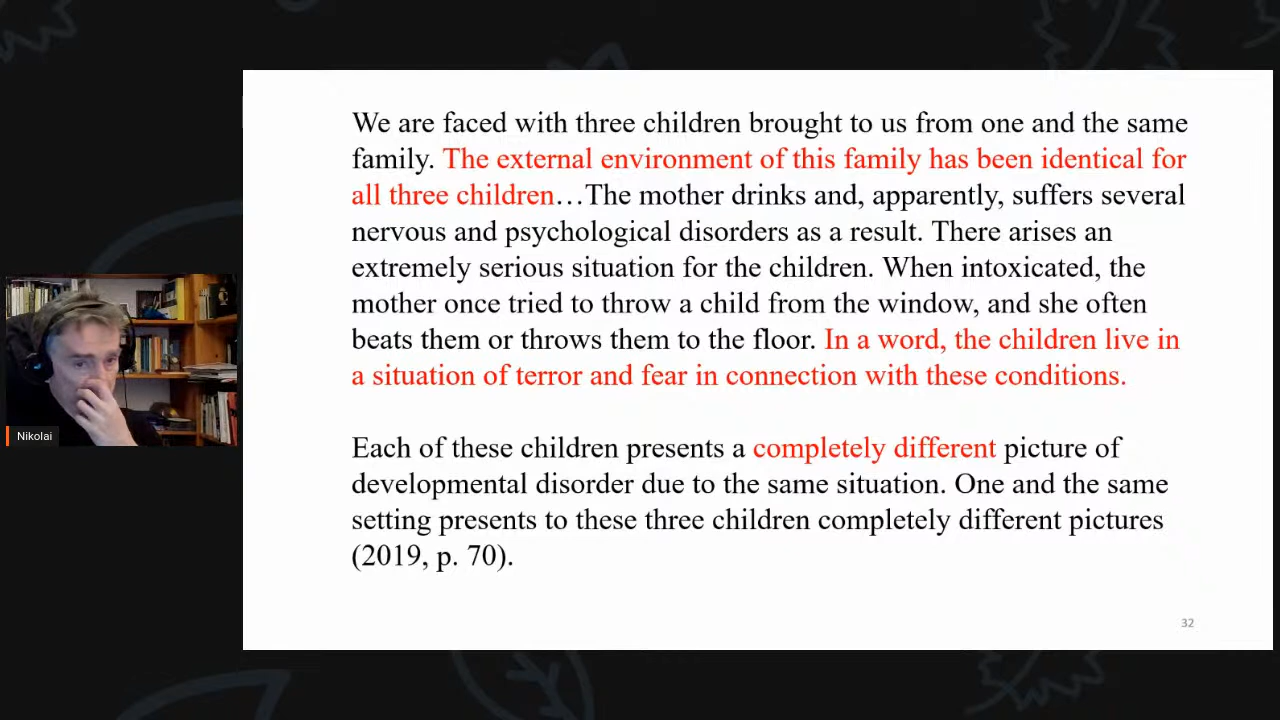 We are faced with three children brought to us from one and the same
family. The external environment of this family has been identical for
all three children…The mother drinks and, apparently, suffers several
nervous and psychological disorders as a result. There arises an
extremely serious situation for the children. When intoxicated, the
mother once tried to throw a child from the window, and she often
beats them or throws them to the floor. In a word, the children live in
a situation of terror and fear in connection with these conditions.
Each of these children presents a completely different picture of
developmental disorder due to the same situation. One and the same
setting presents to these three children completely different pictures
(2019, p. 70).
32
Nikolai